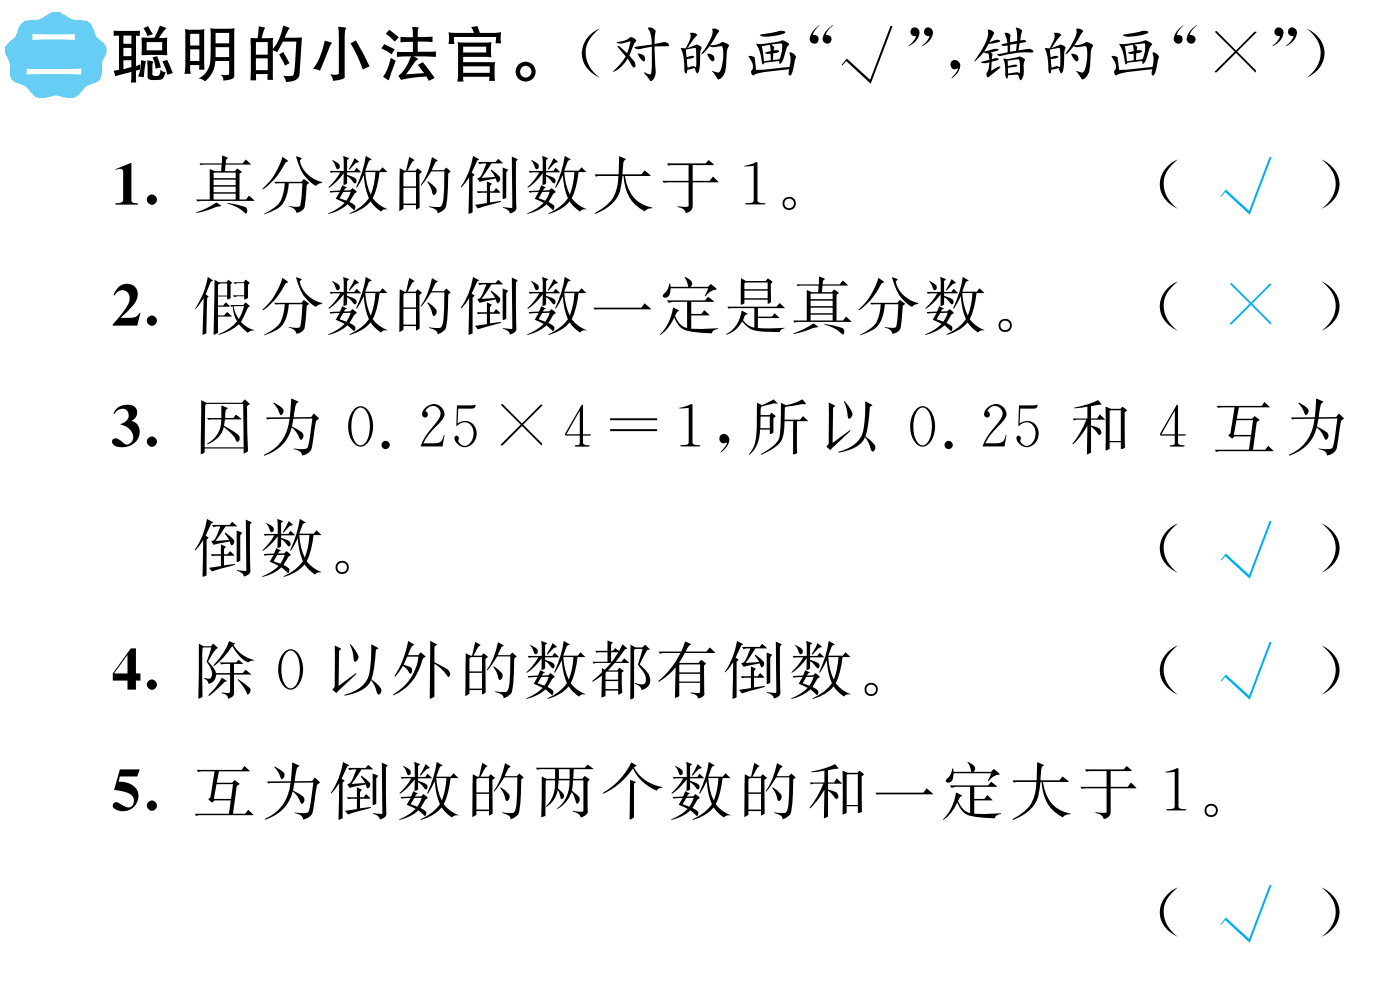 二 聪明的小法官。(对的画“√”,错的画“×”)
1. 真分数的倒数大于1。 ( √ )
2. 假分数的倒数一定是真分数。 ( × )
3. 因为 0.25×4=1,所以 0.25 和 4 互为
倒数。 ( √ )
4. 除 0 以外的数都有倒数。 ( √ )
5. 互为倒数的两个数的和一定大于 1。
( √ )